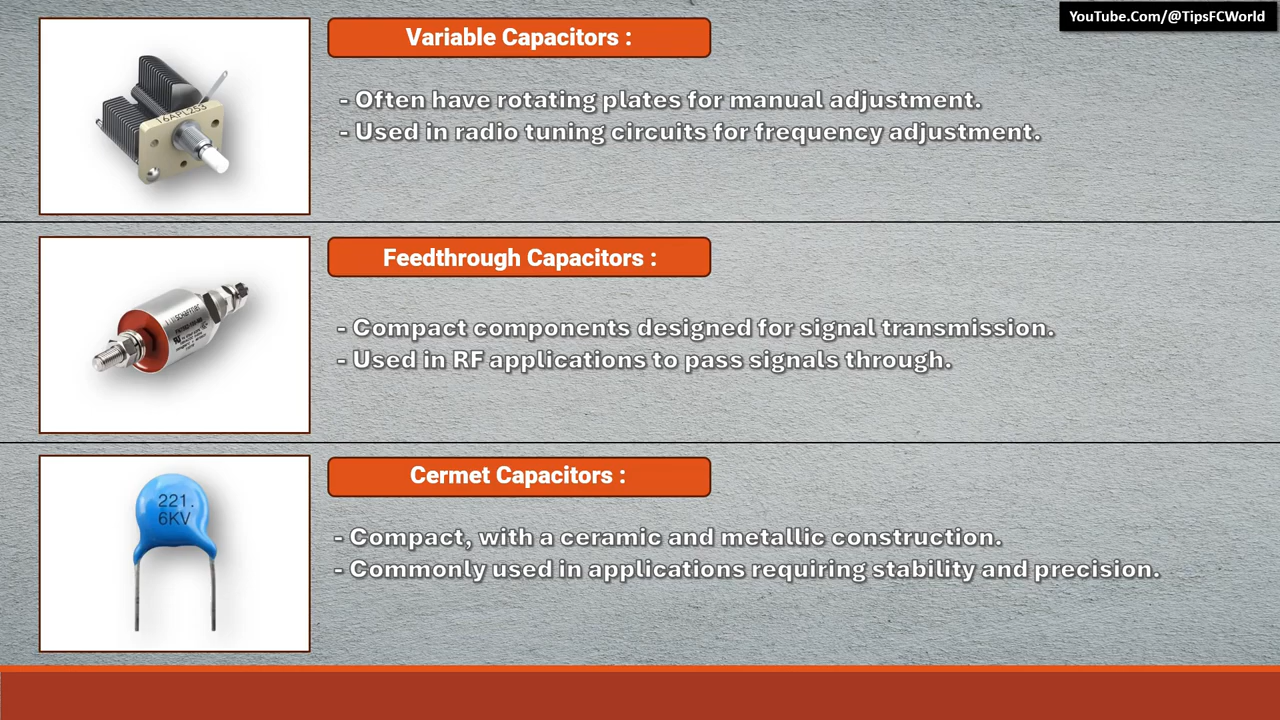 YouTube.Com/@TipsFCWorld
Variable Capacitors :
- Often have rotating plates for manual adjustment.
- Used in radio tuning circuits for frequency adjustment.
16APL253
Feedthrough Capacitors :
- Compact components designed for signal transmission.
- Used in RF applications to pass signals through.
SCHAFFNER
Cermet Capacitors :
- Compact, with a ceramic and metallic construction.
- Commonly used in applications requiring stability and precision.
221.
6KV